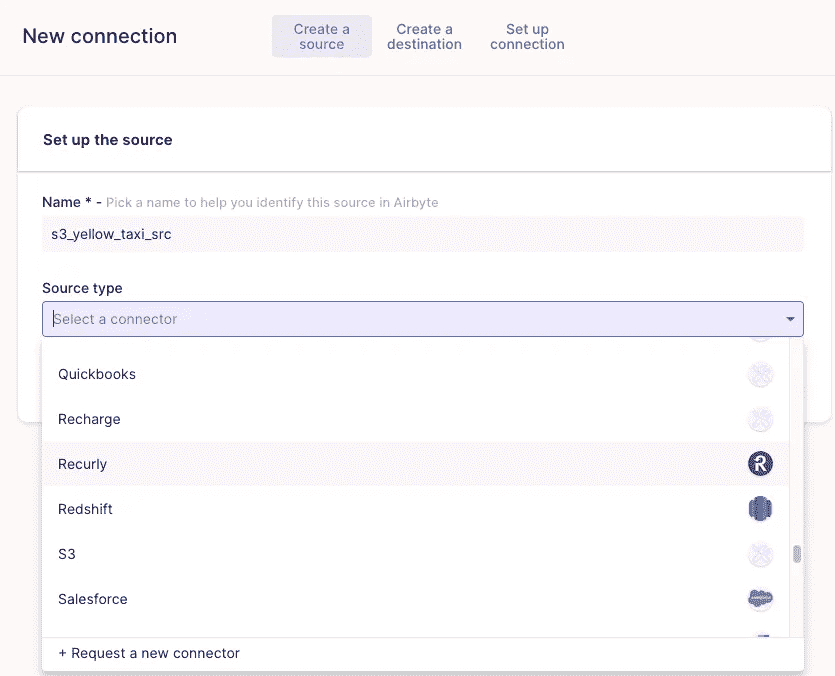 New connection
Create a
source
Create a
destination
Set up
connection
Set up the source
Name * - Pick a name to help you identify this source in Airbyte
s3_yellow_taxi_src
Source type
Select a connector
Quickbooks
Recharge
Recurly
Redshift
S3
Salesforce
+ Request a new connector